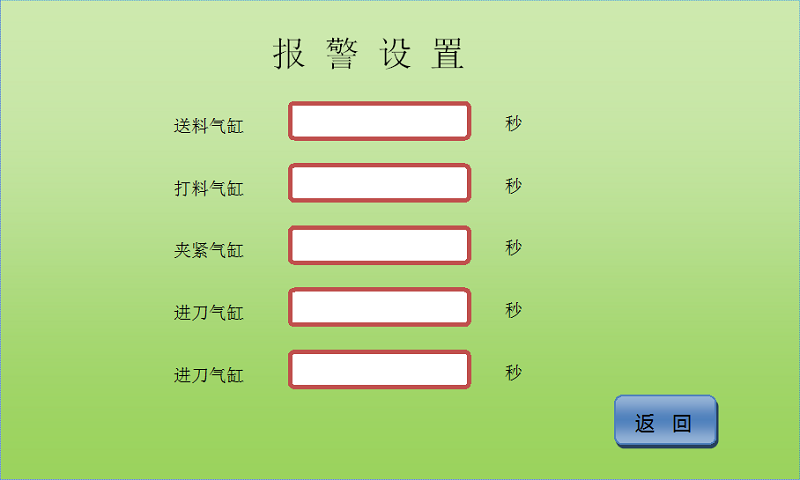 报 警 设 置
送料气缸 秒
打料气缸 秒
夹紧气缸 秒
进刀气缸 秒
进刀气缸 秒
返 回